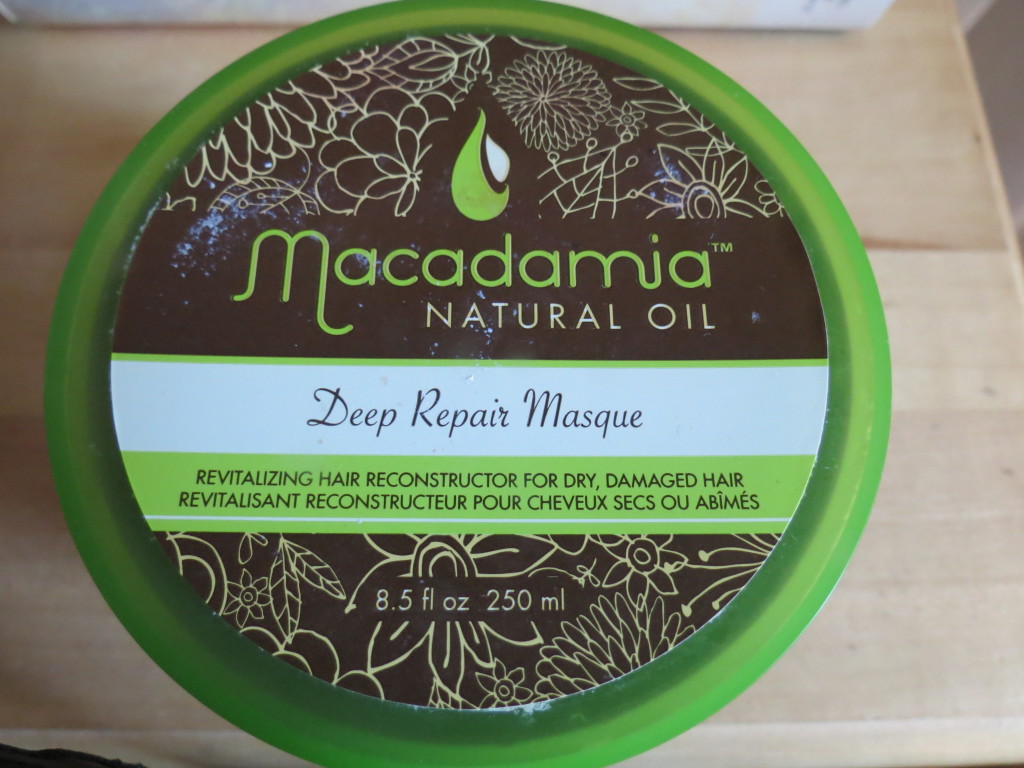 Macadamia™
NATURAL OIL
Deep Repair Masque
REVITALIZING HAIR RECONSTRUCTOR FOR DRY, DAMAGED HAIR
REVITALISANT RECONSTRUCTEUR POUR CHEVEUX SECS OU ABÎMÉS
8.5 fl oz 250 ml